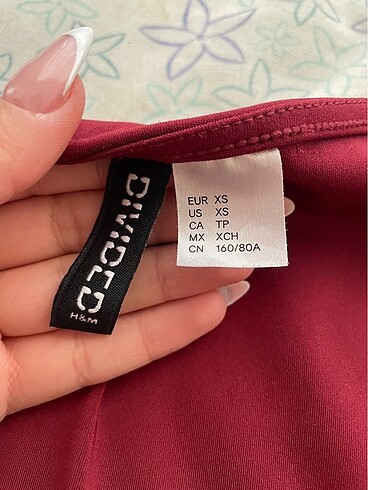 DIVIDED
H&M
EUR XS
US XS
CA TP
MX XCH
CN 160/80A